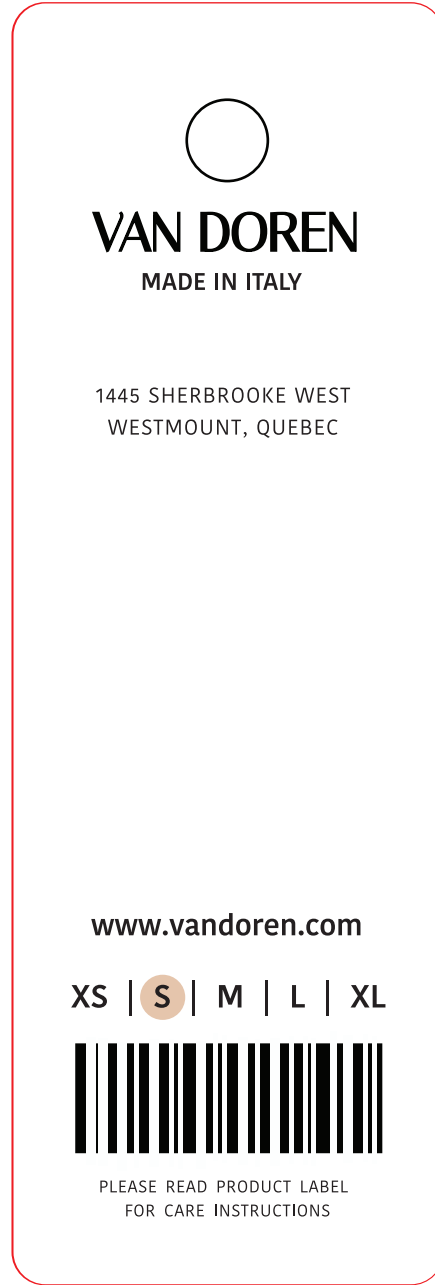 VAN DOREN
MADE IN ITALY
1445 SHERBROOKE WEST
WESTMOUNT, QUEBEC
www.vandoren.com
XS | S | M | L | XL
PLEASE READ PRODUCT LABEL
FOR CARE INSTRUCTIONS